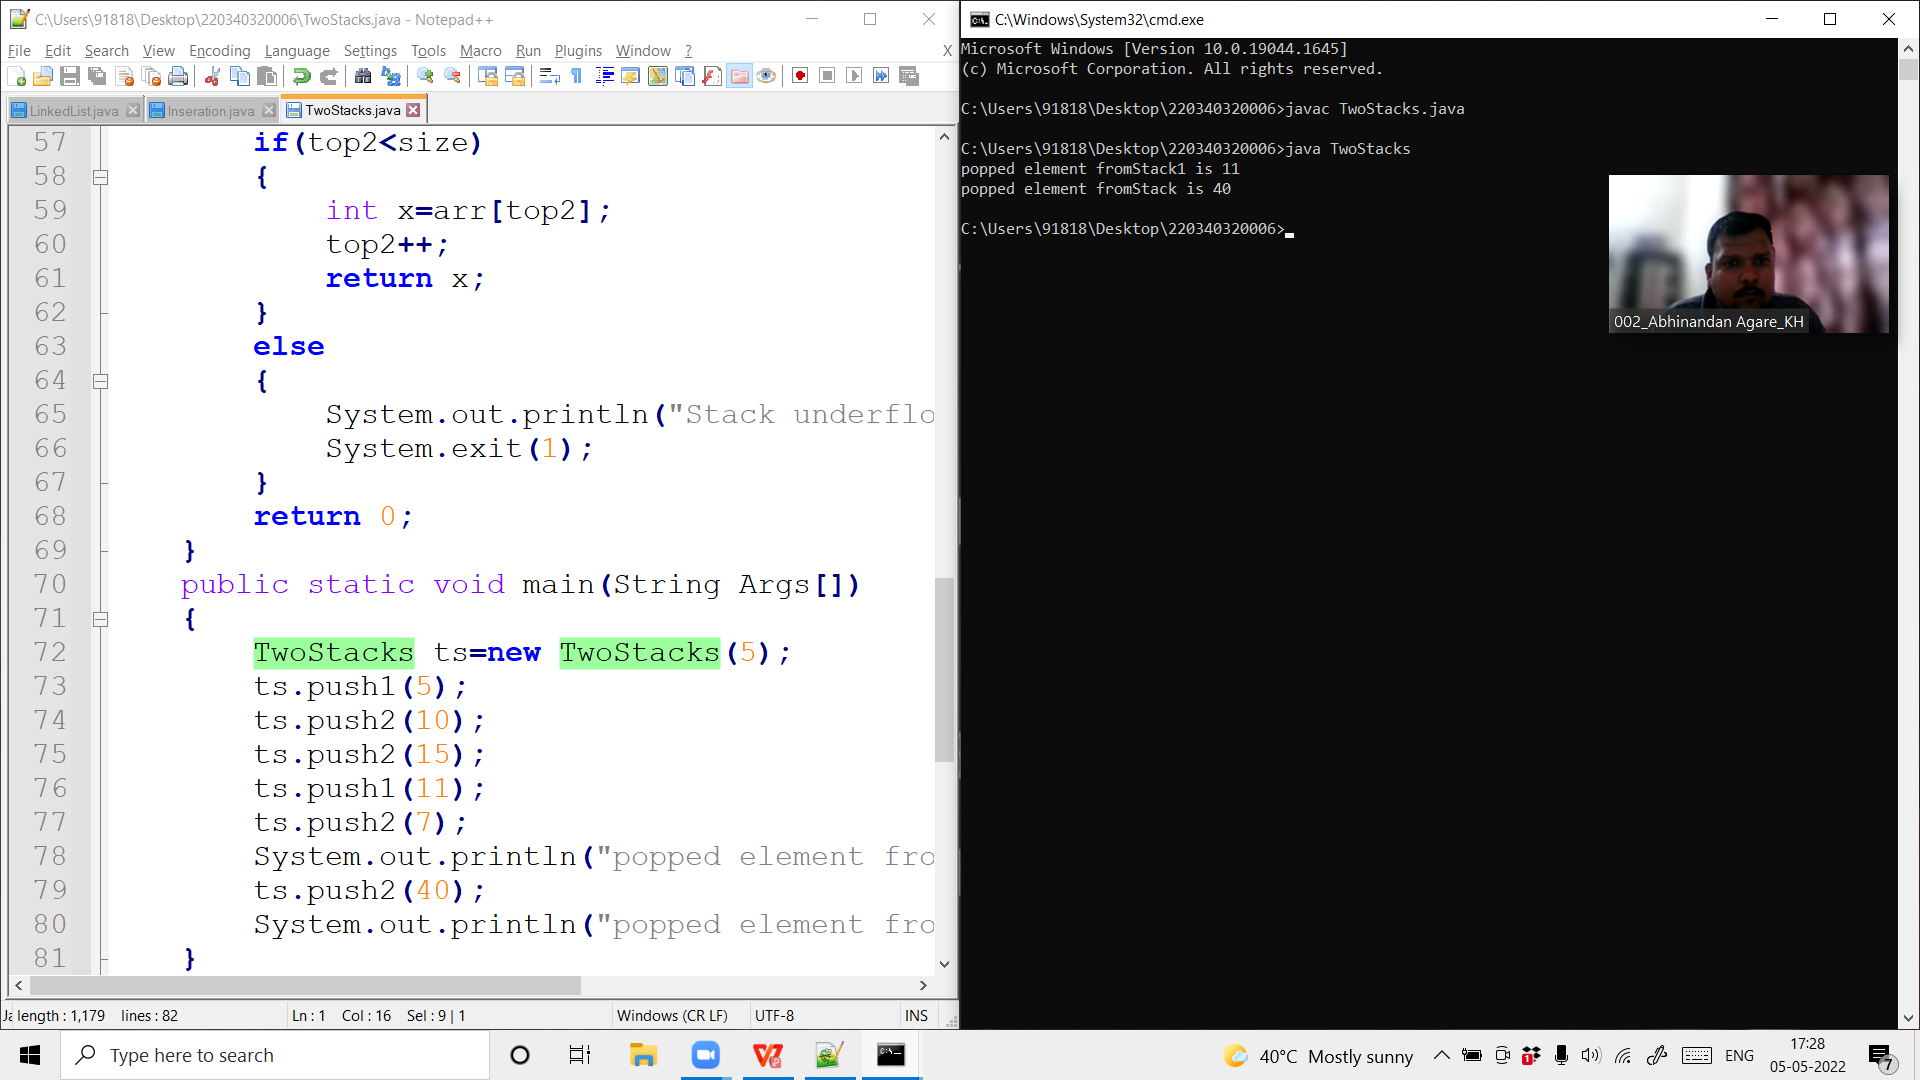 C:\Users\91818\Desktop\220340320006\TwoStacks.java - Notepad++
File Edit Search View Encoding Language Settings Tools Macro Run Plugins Window ? X
LinkedList.java Inseration.java TwoStacks.java
57 if(top2<size)
58 {
59 int x=arr[top2];
60 top2++;
61 return x;
62 }
63 else
64 {
65 System.out.println("Stack underflo
66 System.exit(1);
67 }
68 return 0;
69 }
70 public static void main(String Args[])
71 {
72 TwoStacks ts=new TwoStacks(5);
73 ts.push1(5);
74 ts.push2(10);
75 ts.push2(15);
76 ts.push1(11);
77 ts.push2(7);
78 System.out.println("popped element fro
79 ts.push2(40);
80 System.out.println("popped element fro
81 }
length : 1,179 lines : 82 Ln : 1 Col : 16 Sel : 9 | 1 Windows (CR LF) UTF-8 INS
C:\Windows\System32\cmd.exe
Microsoft Windows [Version 10.0.19044.1645]
(c) Microsoft Corporation. All rights reserved.
C:\Users\91818\Desktop\220340320006>javac TwoStacks.java
C:\Users\91818\Desktop\220340320006>java TwoStacks
popped element fromStack1 is 11
popped element fromStack is 40
C:\Users\91818\Desktop\220340320006>
002_Abhinandan Agare_KH
Type here to search
40°C Mostly sunny
ENG
17:28
05-05-2022
7